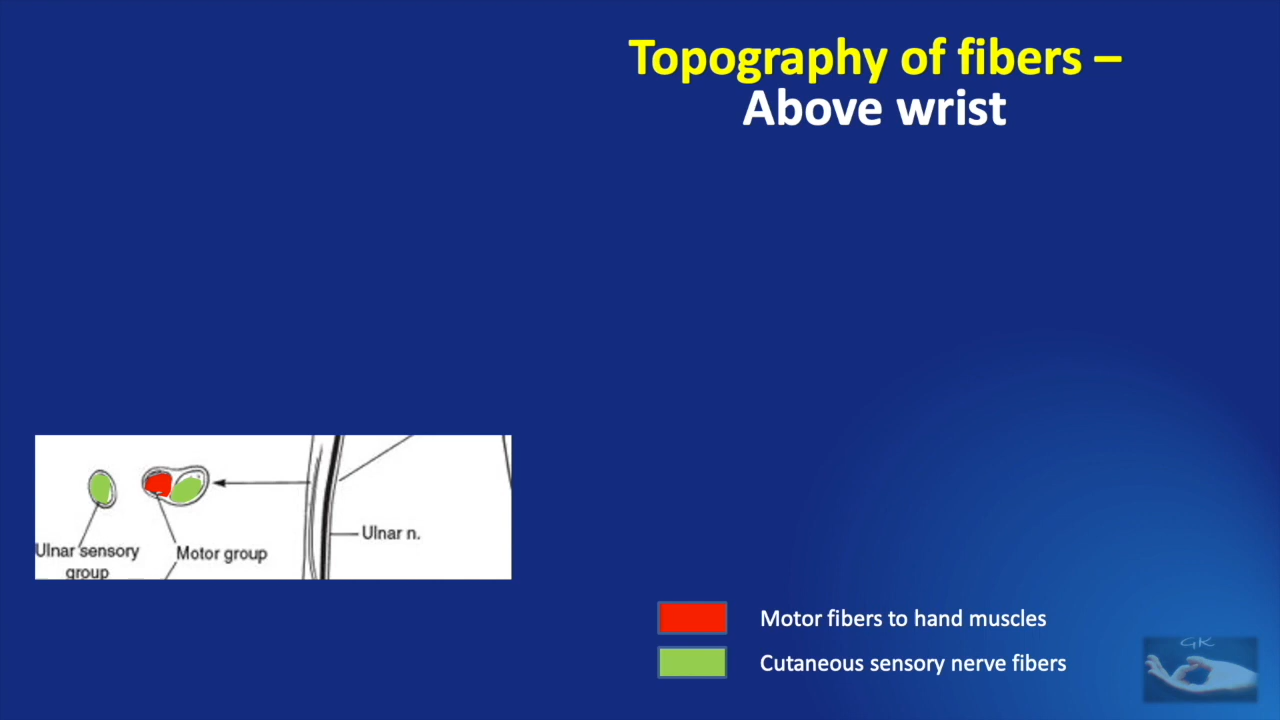 Topography of fibers –
Above wrist
Ulnar n.
Ulnar sensory
group
Motor group
Motor fibers to hand muscles
Cutaneous sensory nerve fibers
GK